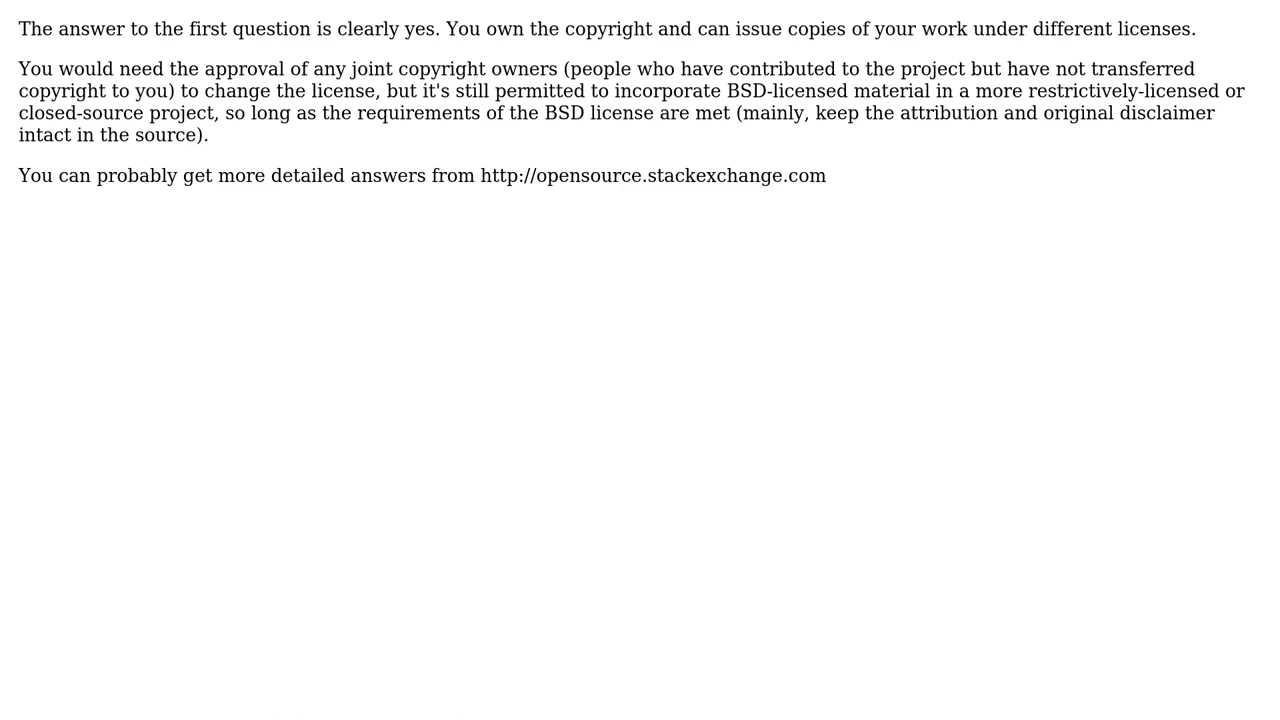 The answer to the first question is clearly yes. You own the copyright and can issue copies of your work under different licenses.
You would need the approval of any joint copyright owners (people who have contributed to the project but have not transferred
copyright to you) to change the license, but it's still permitted to incorporate BSD-licensed material in a more restrictively-licensed or
closed-source project, so long as the requirements of the BSD license are met (mainly, keep the attribution and original disclaimer
intact in the source).
You can probably get more detailed answers from http://opensource.stackexchange.com